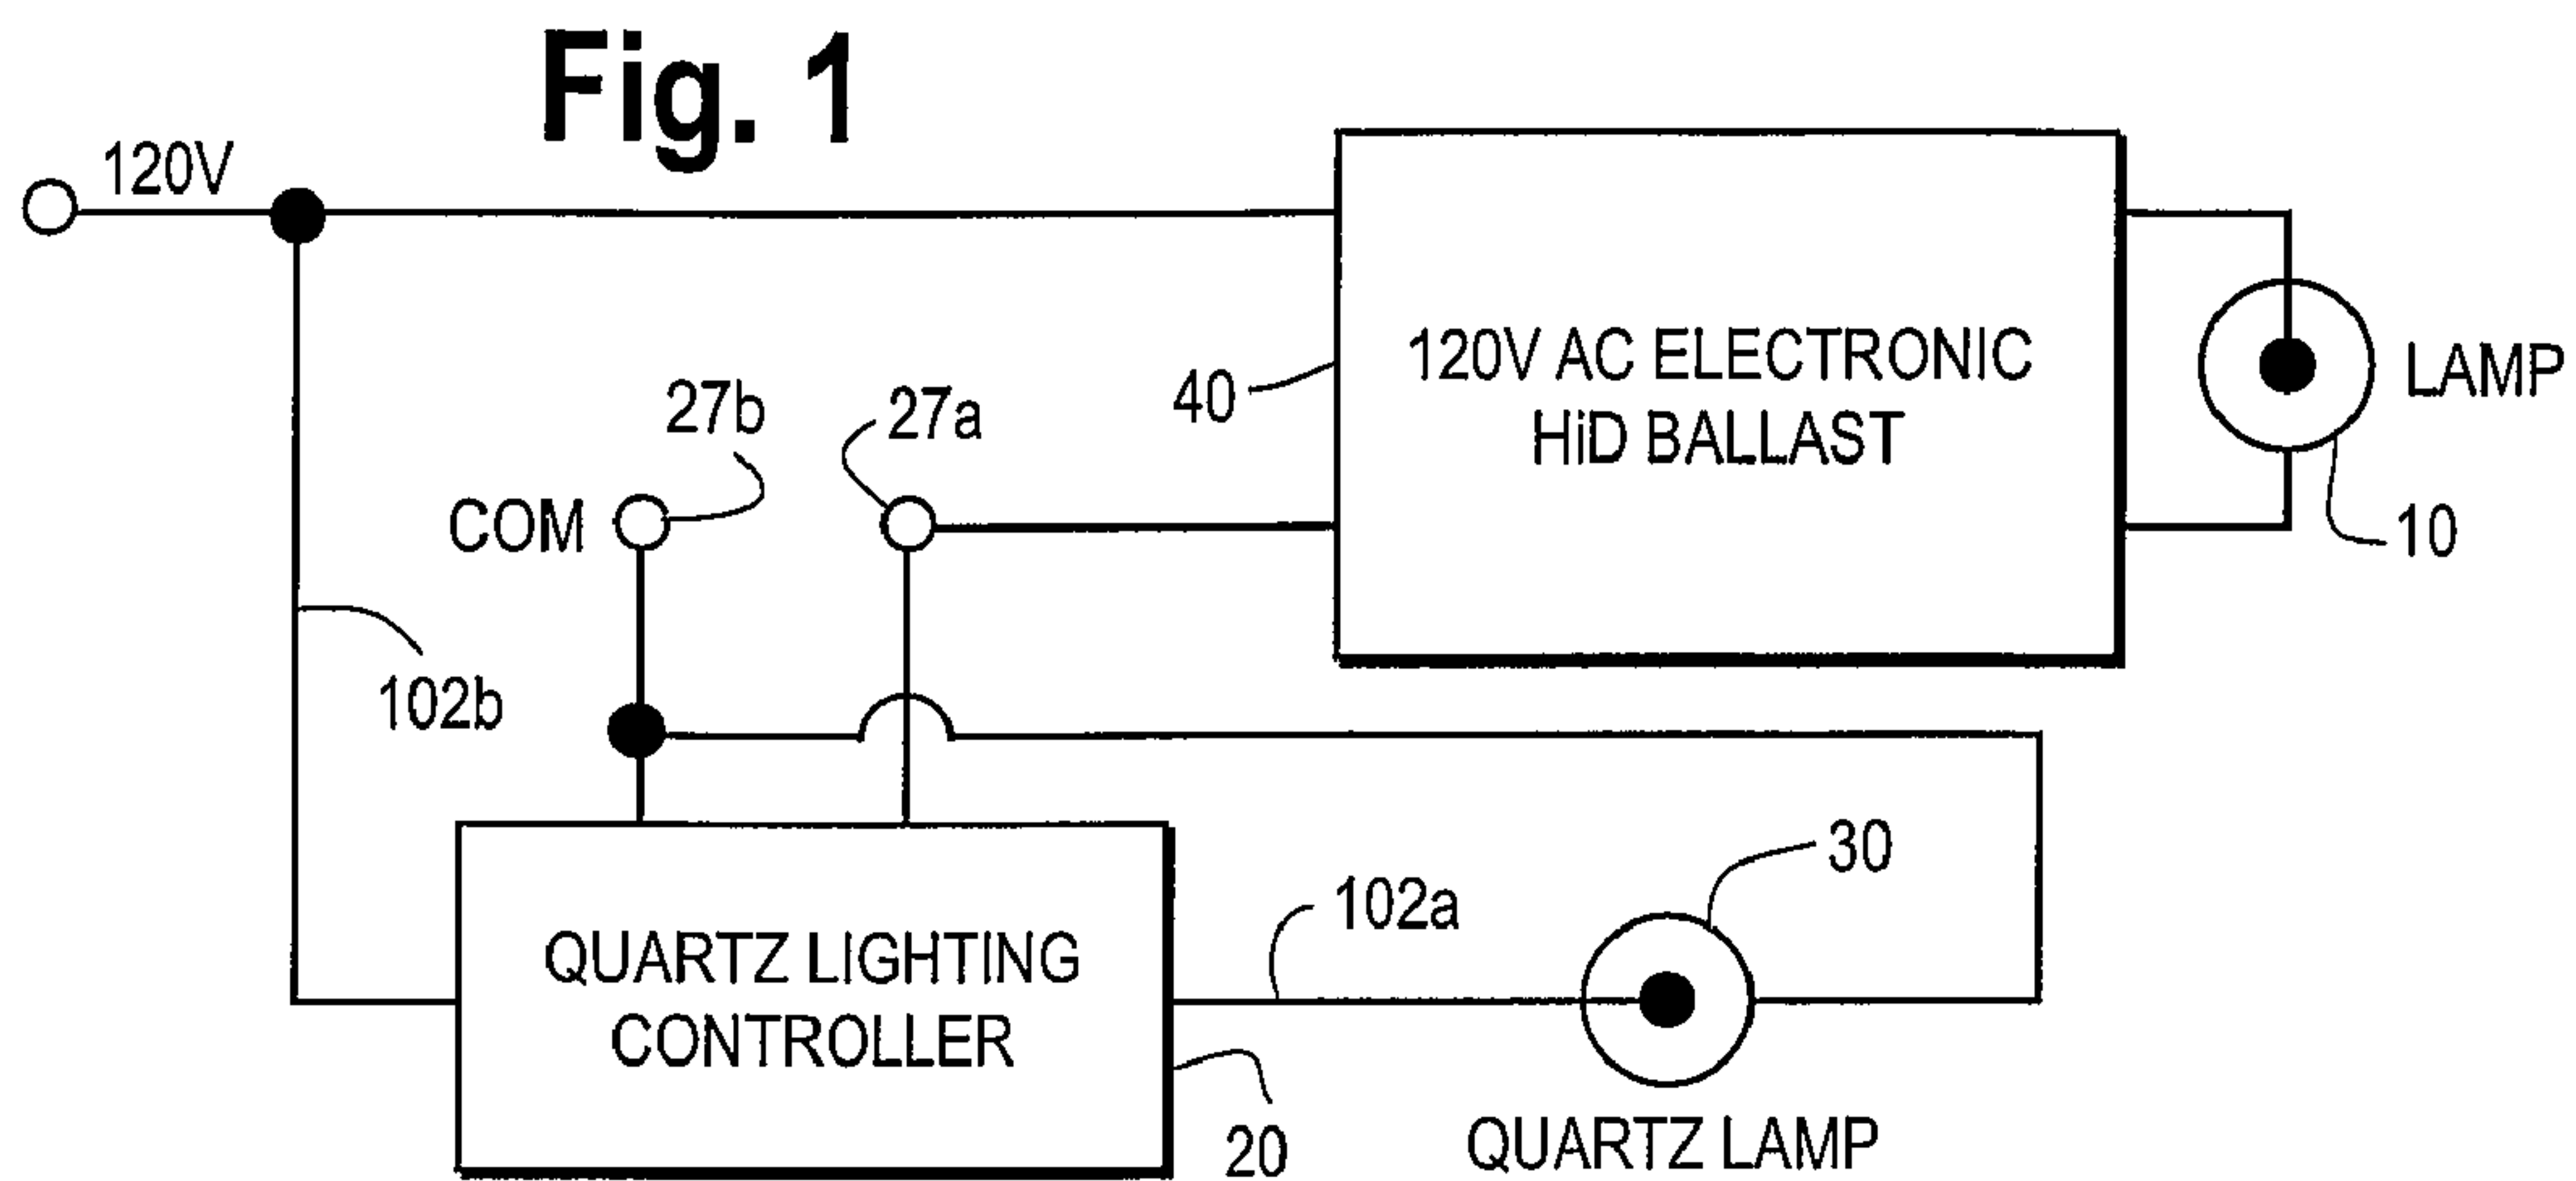 Fig. 1
120V
120V AC ELECTRONIC
HiD BALLAST
40
LAMP
10
27b
27a
COM
102b
QUARTZ LIGHTING
CONTROLLER
20
102a
30
QUARTZ LAMP